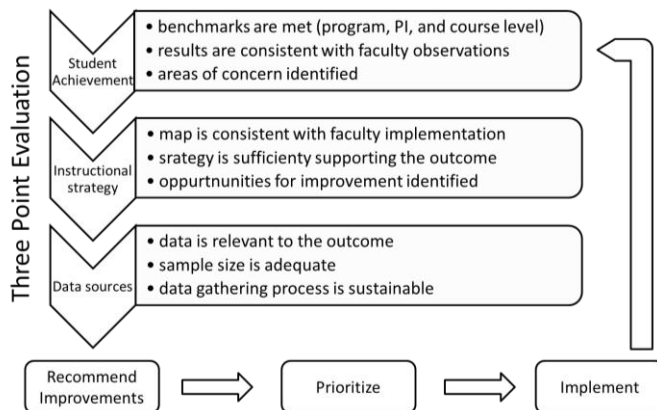 Three Point Evaluation
Student
Achievement
• benchmarks are met (program, PI, and course level)
• results are consistent with faculty observations
• areas of concern identified
Instructional
strategy
• map is consistent with faculty implementation
• srategy is sufficienty supporting the outcome
• oppurtnunities for improvement identified
Data sources
• data is relevant to the outcome
• sample size is adequate
• data gathering process is sustainable
Recommend
Improvements
Prioritize
Implement